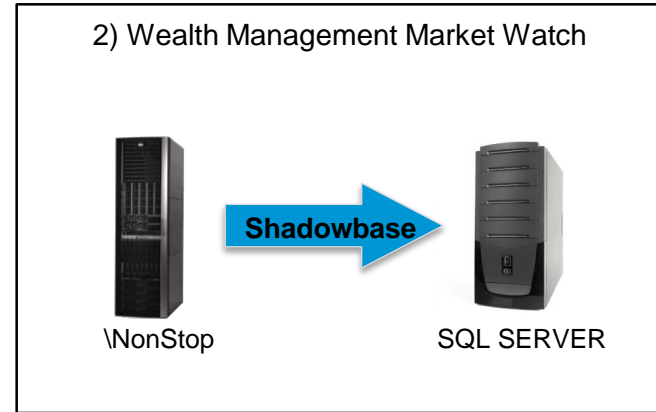 2) Wealth Management Market Watch
Shadowbase
\NonStop
SQL SERVER